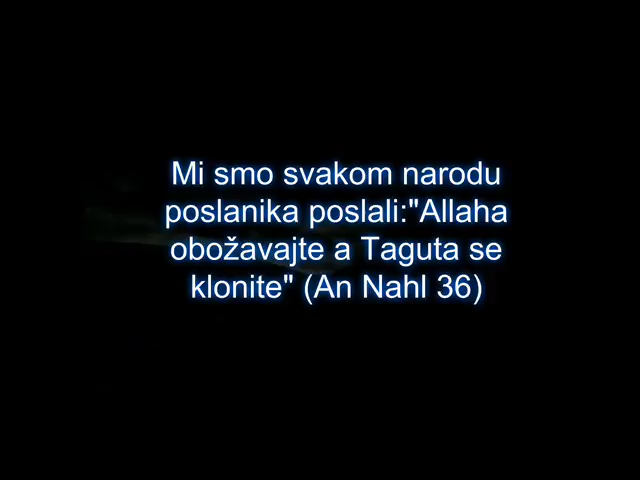 Mi smo svakom narodu
poslanika poslali:"Allaha
obožavajte a Taguta se
klonite" (An Nahl 36)